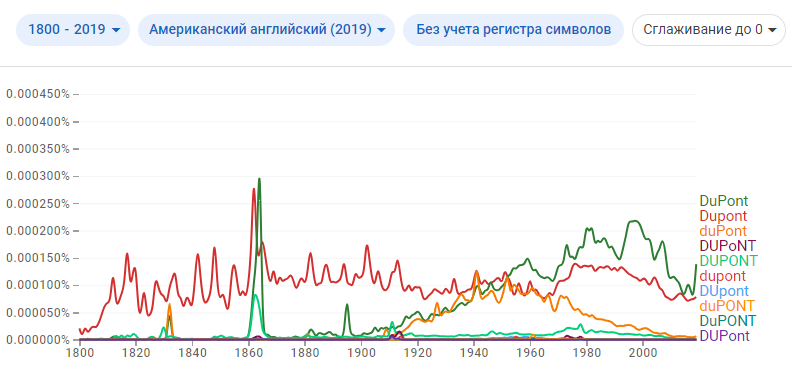 1800 - 2019 Американский английский (2019) Без учета регистра символов Сглаживание до 0
0.000450%
0.000400%
0.000350%
0.000300%
0.000250%
0.000200%
0.000150%
0.000100%
0.000050%
0.000000%
1800 1820 1840 1860 1880 1900 1920 1940 1960 1980 2000
DuPont
Dupont
duPont
DUPoNT
DUPONT
dupont
DUpont
duPONT
DuPONT
DUPont